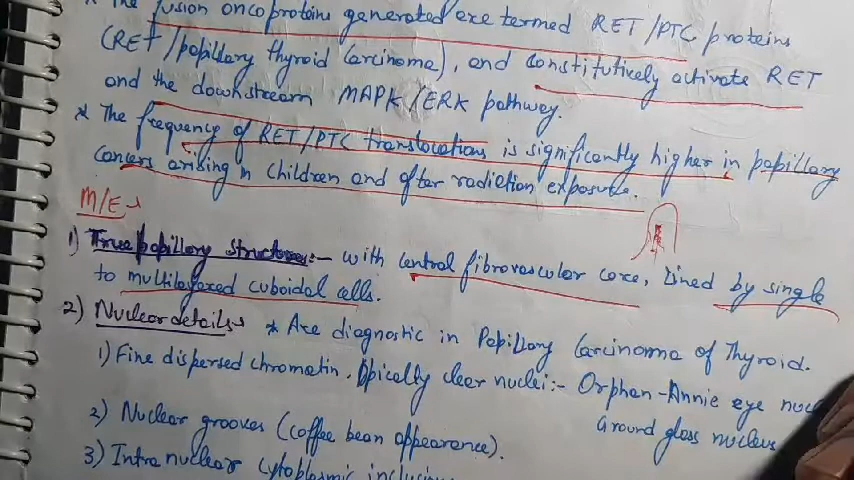 * The fusion oncoproteins generated are termed RET/PTC proteins
(RET/papillary thyroid carcinoma), and constitutively activate RET
and the downstream MAPK/ERK pathway.
* The frequency of RET/PTC translocations is significantly higher in papillary
cancers arising in children and after radiation exposure.
M/E→
1) True papillary structures:- with central fibrovascular core, lined by single
to multilayered cuboidal cells.
2) Nuclear details→ * Are diagnostic in Papillary Carcinoma of Thyroid.
1) Fine dispersed chromatin. Optically clear nuclei:- Orphan-Annie eye
Ground glass nucleus
2) Nuclear grooves (coffee bean appearance).
3) Intranuclear cytoplasmic